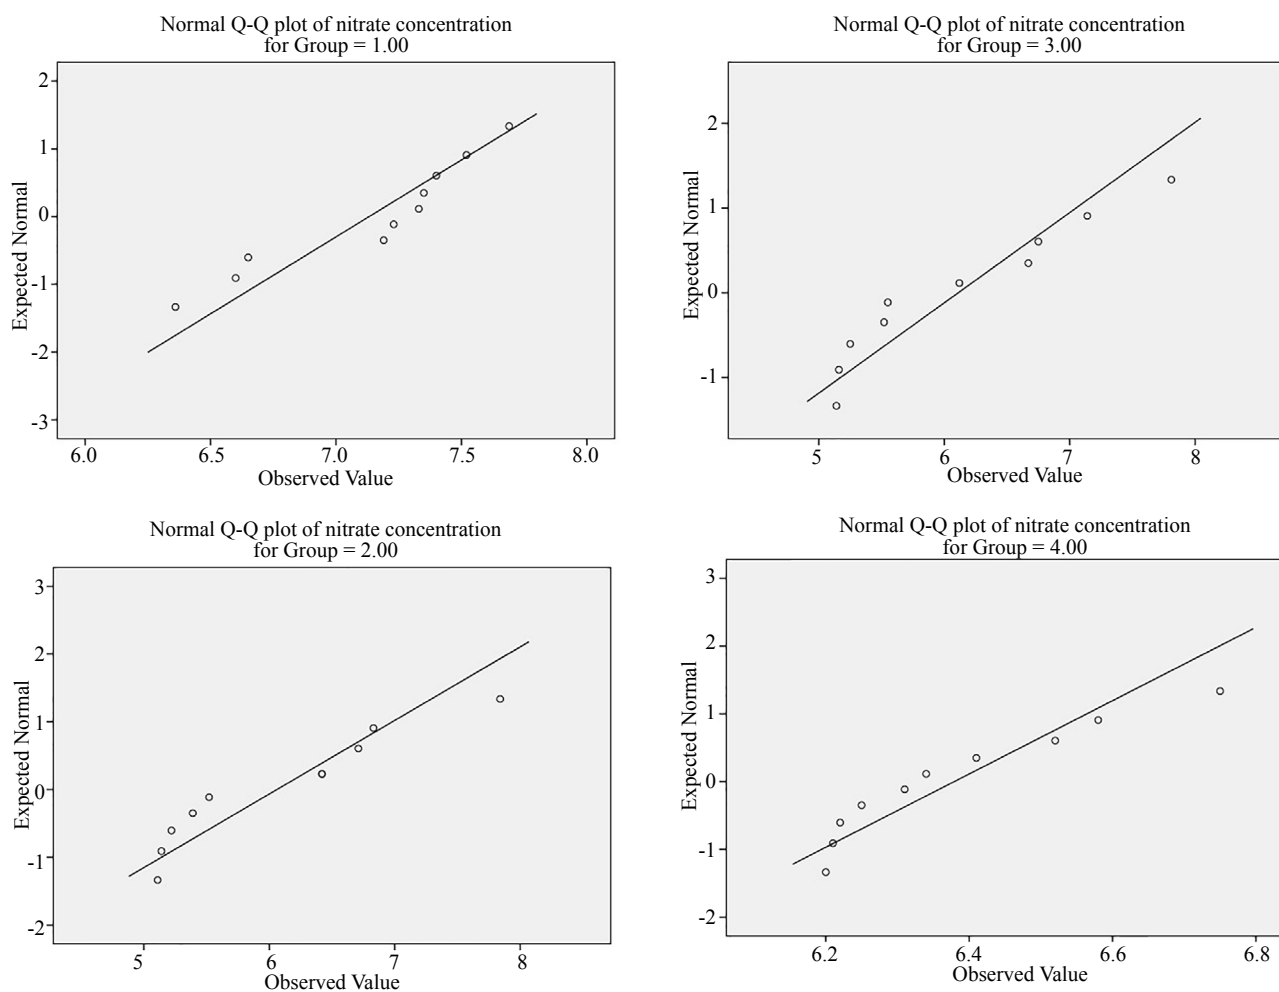 Normal Q-Q plot of nitrate concentration
for Group = 1.00
Expected Normal
2
1
0
-1
-2
-3
6.0 6.5 7.0 7.5 8.0
Observed Value
Normal Q-Q plot of nitrate concentration
for Group = 3.00
Expected Normal
2
1
0
-1
5 6 7 8
Observed Value
Normal Q-Q plot of nitrate concentration
for Group = 2.00
Expected Normal
3
2
1
0
-1
-2
5 6 7 8
Observed Value
Normal Q-Q plot of nitrate concentration
for Group = 4.00
Expected Normal
3
2
1
0
-1
-2
6.2 6.4 6.6 6.8
Observed Value